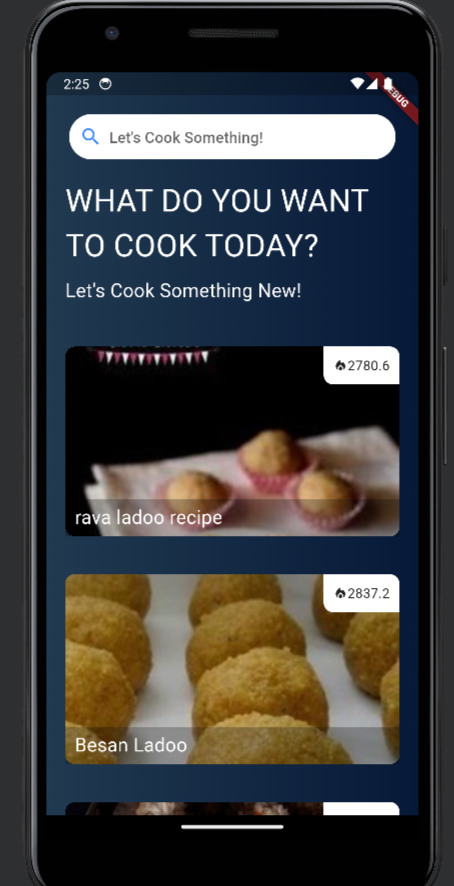 2:25
DEBUG
Let's Cook Something!
WHAT DO YOU WANT
TO COOK TODAY?
Let's Cook Something New!
2780.6
rava ladoo recipe
2837.2
Besan Ladoo